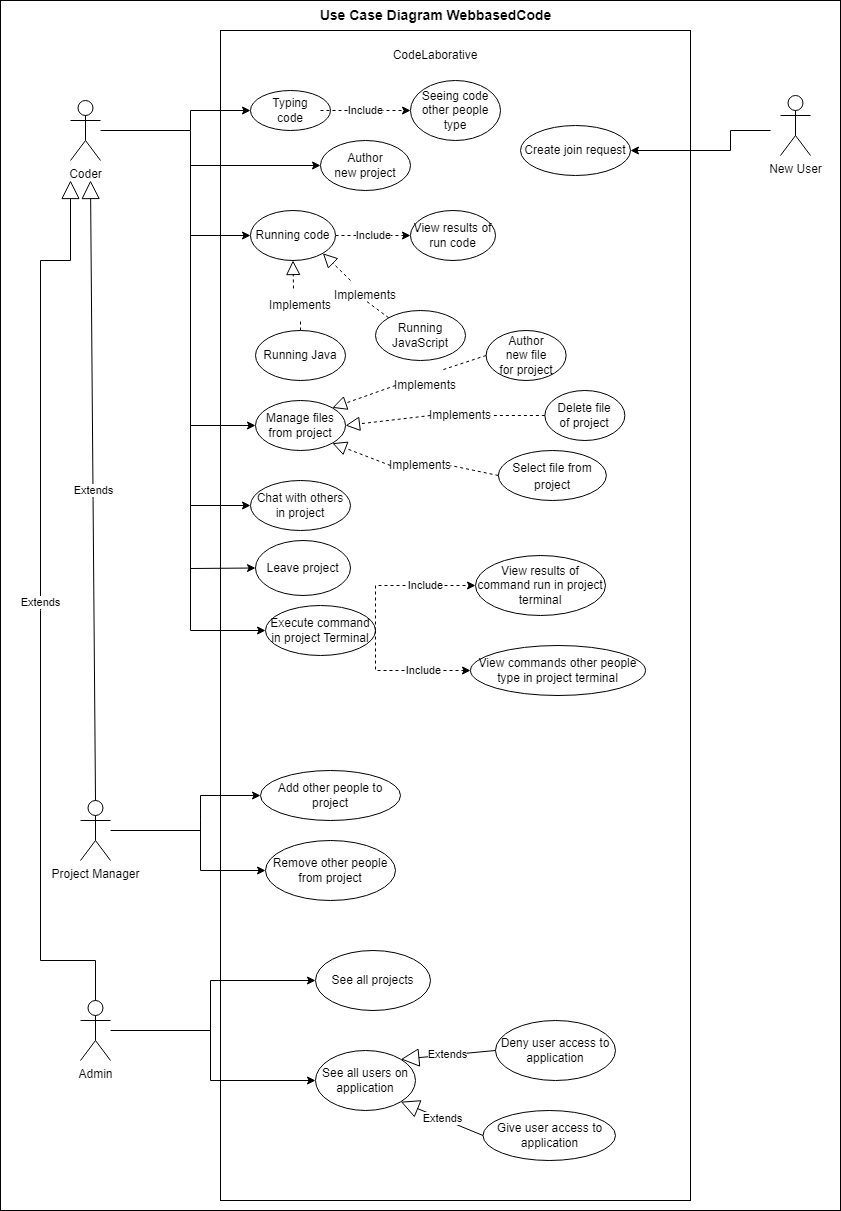 Use Case Diagram WebbasedCode
CodeLaborative
Typing
code
Include
Seeing code
other people
type
Create join request
New User
Coder
Author
new project
Running code
Include
View results of
run code
Implements
Implements
Running Java
Running
JavaScript
Author
new file
for project
Implements
Manage files
from project
Implements
Delete file
of project
Implements
Select file from
project
Extends
Chat with others
in project
Leave project
Include
View results of
command run in project
terminal
Extends
Execute command
in project Terminal
Include
View commands other people
type in project terminal
Add other people to
project
Project Manager
Remove other people
from project
See all projects
Admin
See all users on
application
Extends
Deny user access to
application
Extends
Give user access to
application